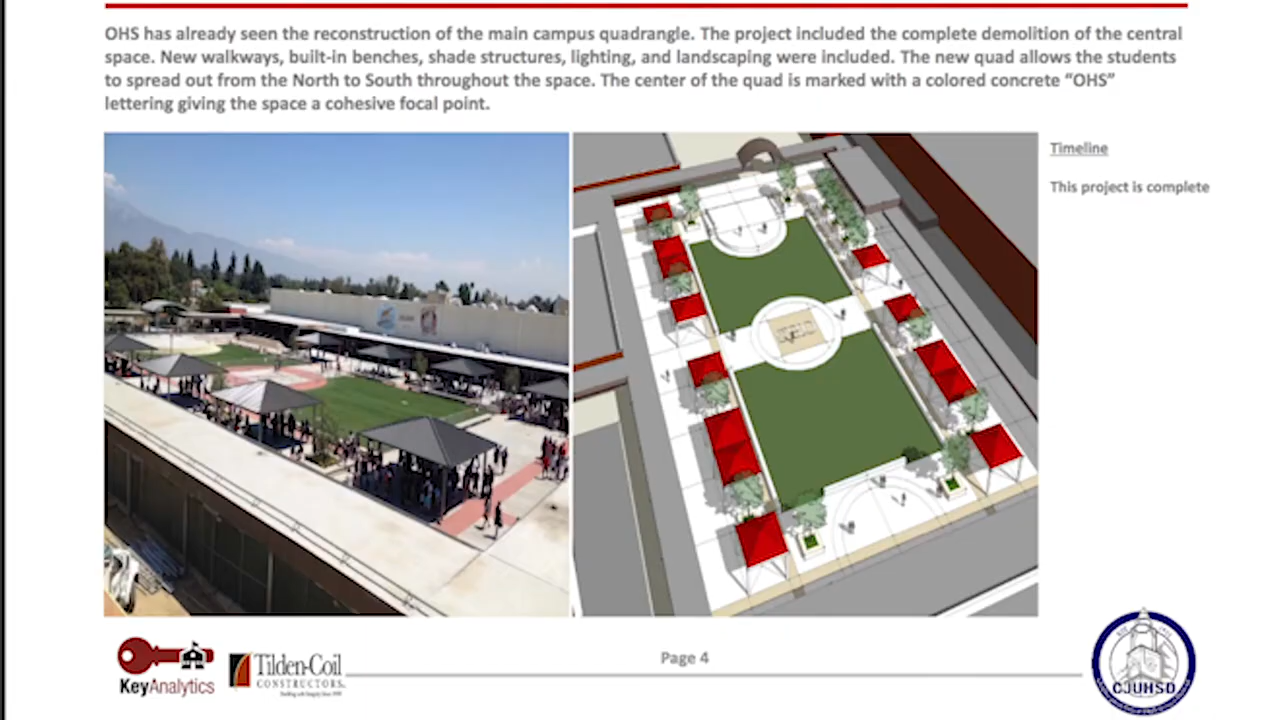 OHS has already seen the reconstruction of the main campus quadrangle. The project included the complete demolition of the central
space. New walkways, built-in benches, shade structures, lighting, and landscaping were included. The new quad allows the students
to spread out from the North to South throughout the space. The center of the quad is marked with a colored concrete “OHS”
lettering giving the space a cohesive focal point.
Timeline
This project is complete
KeyAnalytics
Tilden-Coil
CONSTRUCTORS
Page 4
CJUHSD